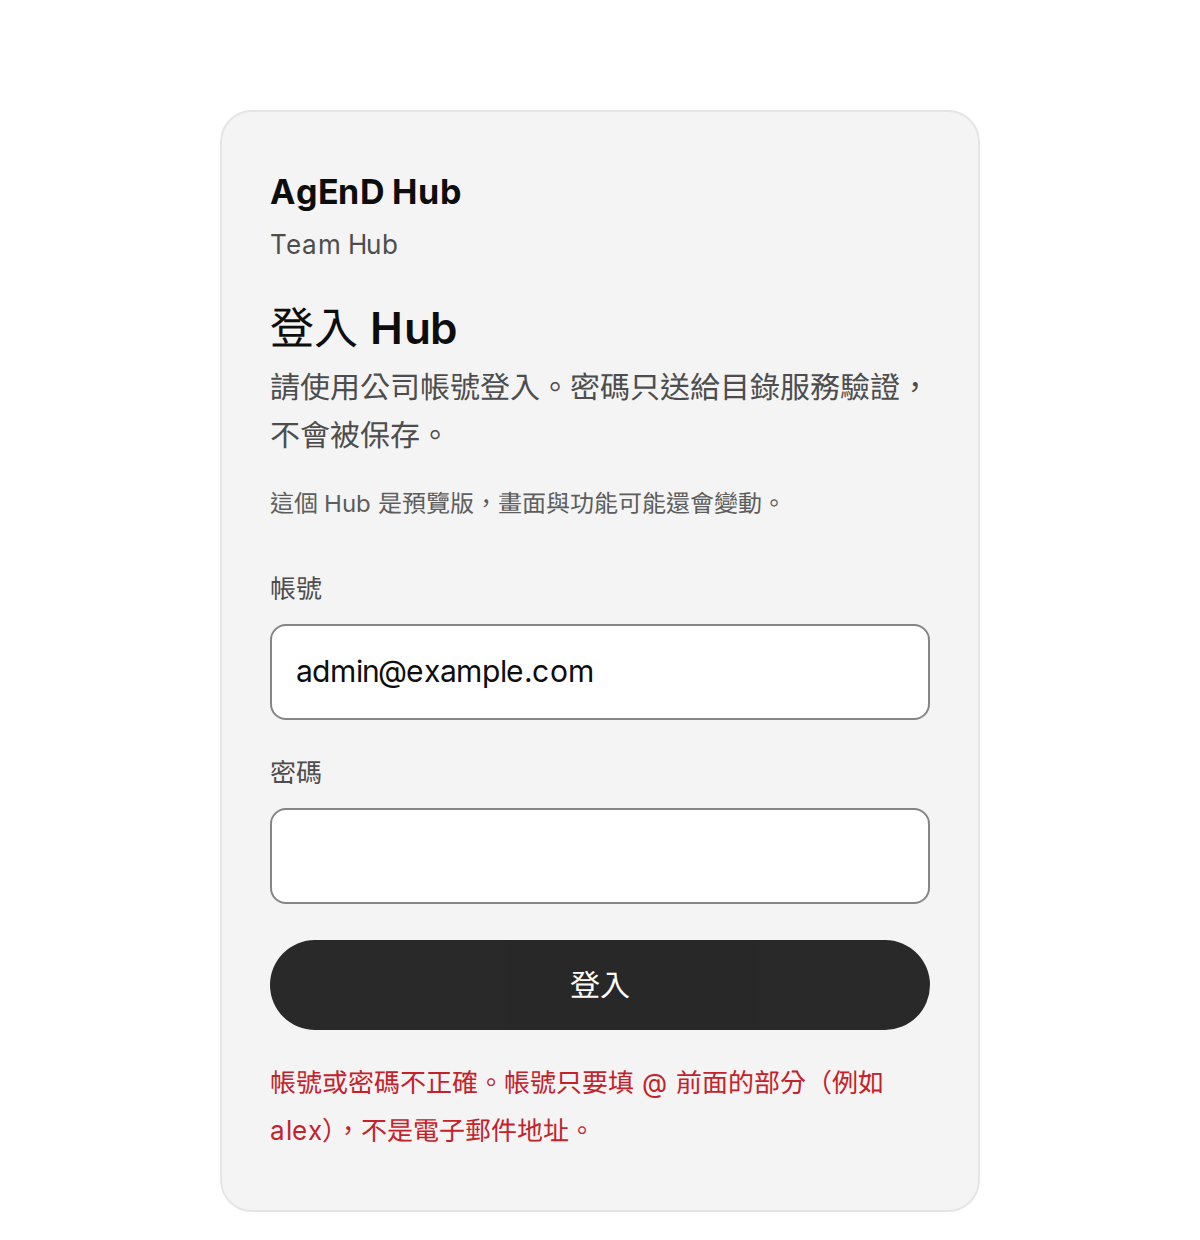 AgEnD Hub
Team Hub
登入 Hub
請使用公司帳號登入。密碼只送給目錄服務驗證，
不會被保存。
這個 Hub 是預覽版，畫面與功能可能還會變動。
帳號
admin@example.com
密碼
登入
帳號或密碼不正確。帳號只要填 @ 前面的部分（例如
alex），不是電子郵件地址。